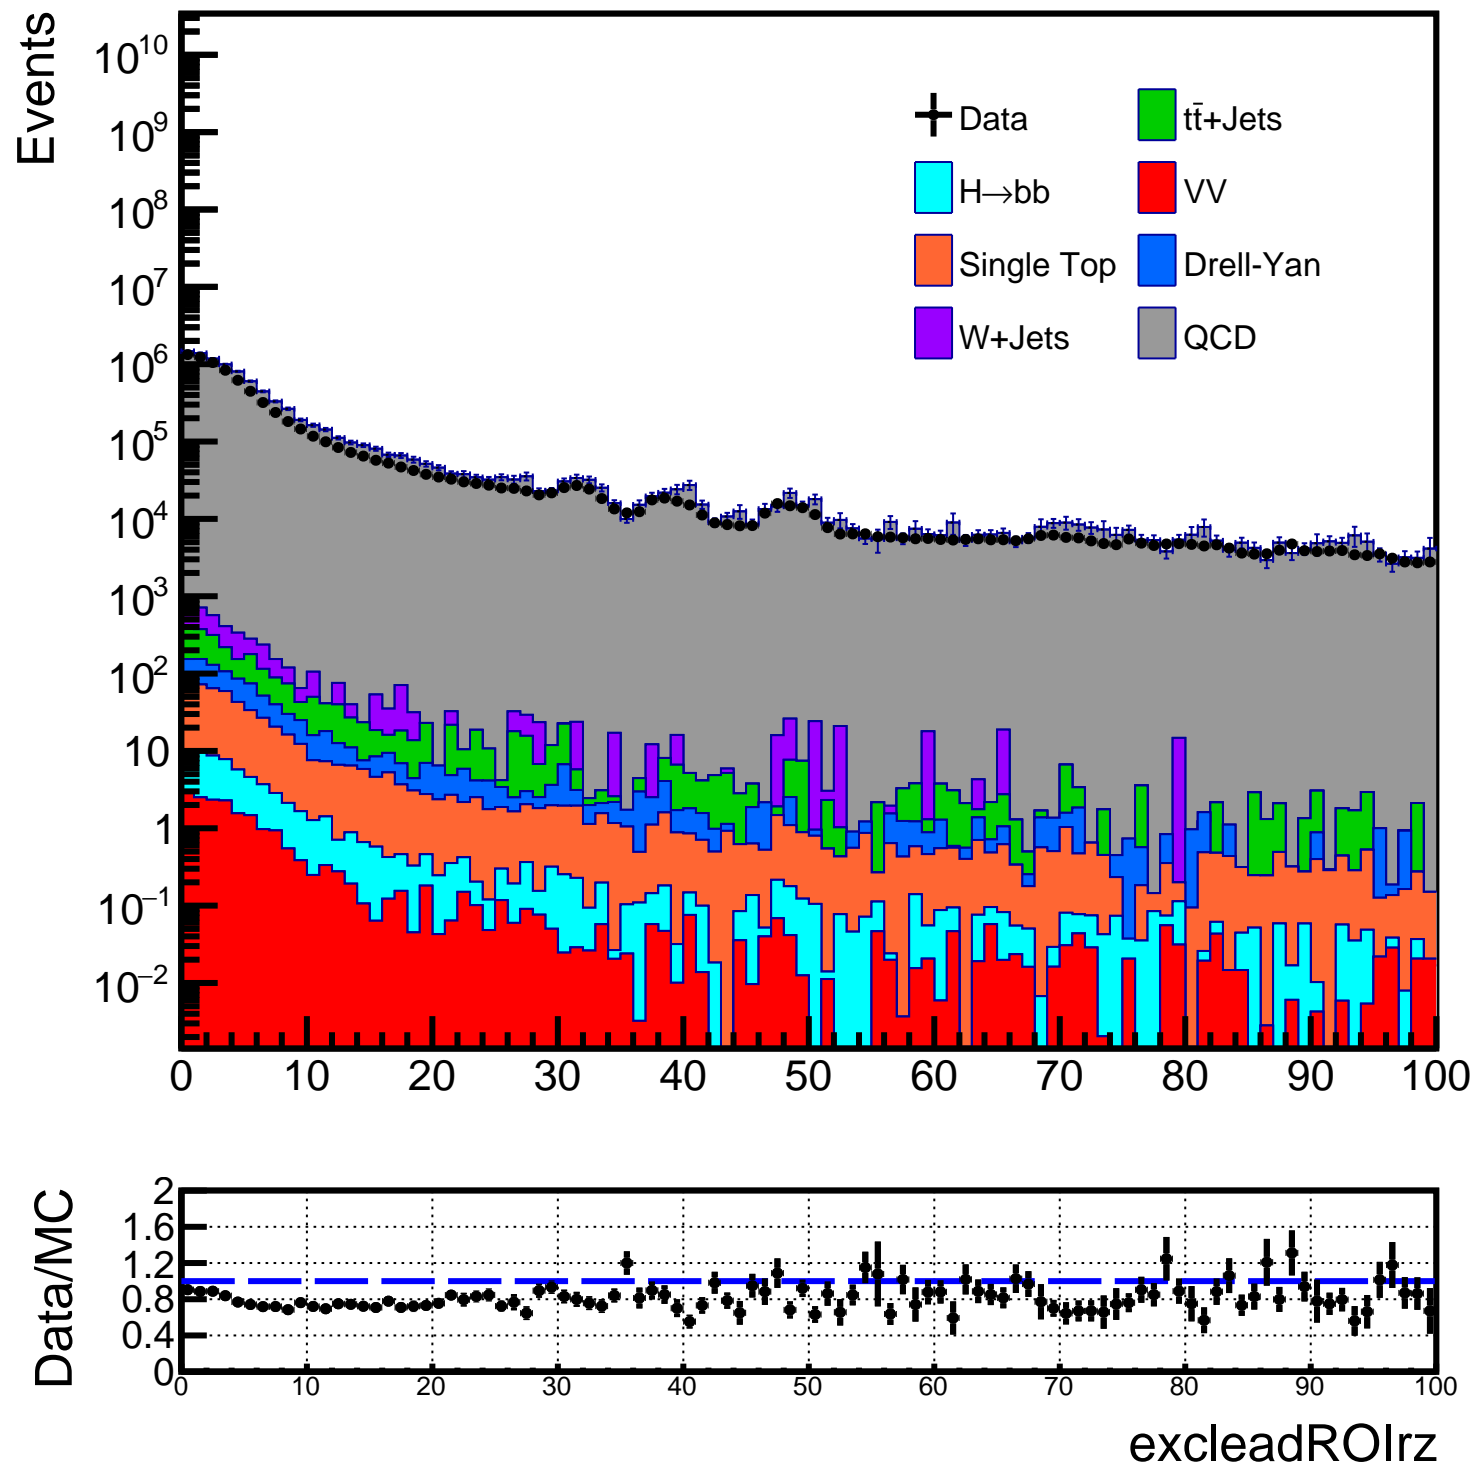 Events
10^10
10^9
10^8
10^7
10^6
10^5
10^4
10^3
10^2
10
1
10^−1
10^−2
Data
tt̄+Jets
H→bb
VV
Single Top
Drell-Yan
W+Jets
QCD
0 10 20 30 40 50 60 70 80 90 100
Data/MC
2
1.6
1.2
0.8
0.4
0
0 10 20 30 40 50 60 70 80 90 100
excleadROIrz